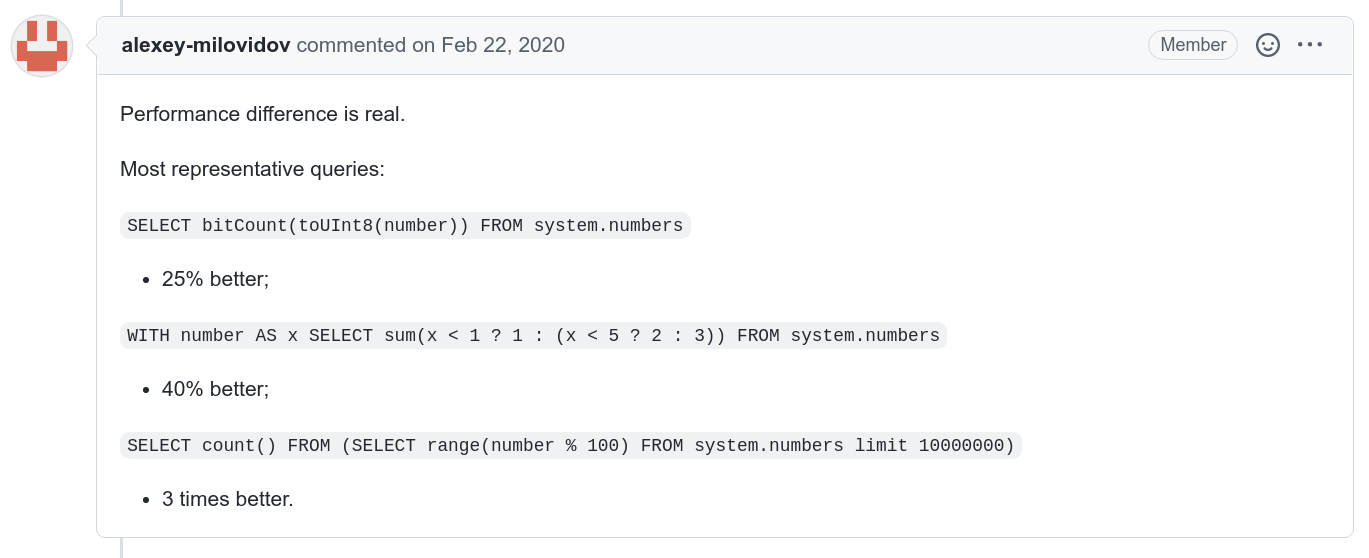 alexey-milovidov commented on Feb 22, 2020 Member
Performance difference is real.
Most representative queries:
SELECT bitCount(toUInt8(number)) FROM system.numbers
• 25% better;
WITH number AS x SELECT sum(x < 1 ? 1 : (x < 5 ? 2 : 3)) FROM system.numbers
• 40% better;
SELECT count() FROM (SELECT range(number % 100) FROM system.numbers limit 10000000)
• 3 times better.